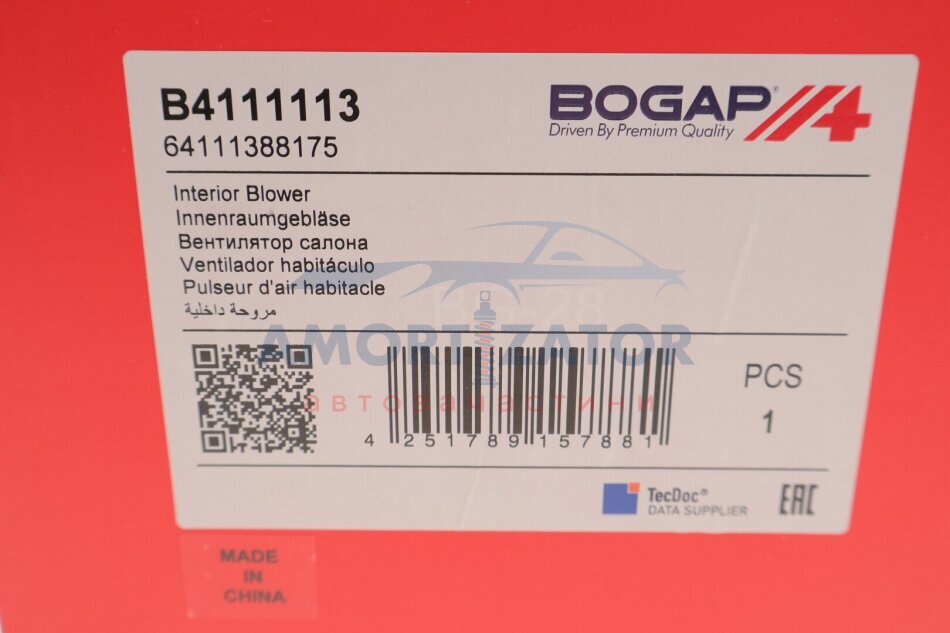 B4111113
64111388175
BOGAP®
Driven By Premium Quality
Interior Blower
Innenraumgebläse
Вентилятор салона
Ventilador habitáculo
Pulseur d'air habitacle
مروحة داخلية
AMORTIZATOR
автозапчастини
4 251789 157881
PCS
1
TecDoc®
DATA SUPPLIER
EAC
MADE
IN
CHINA